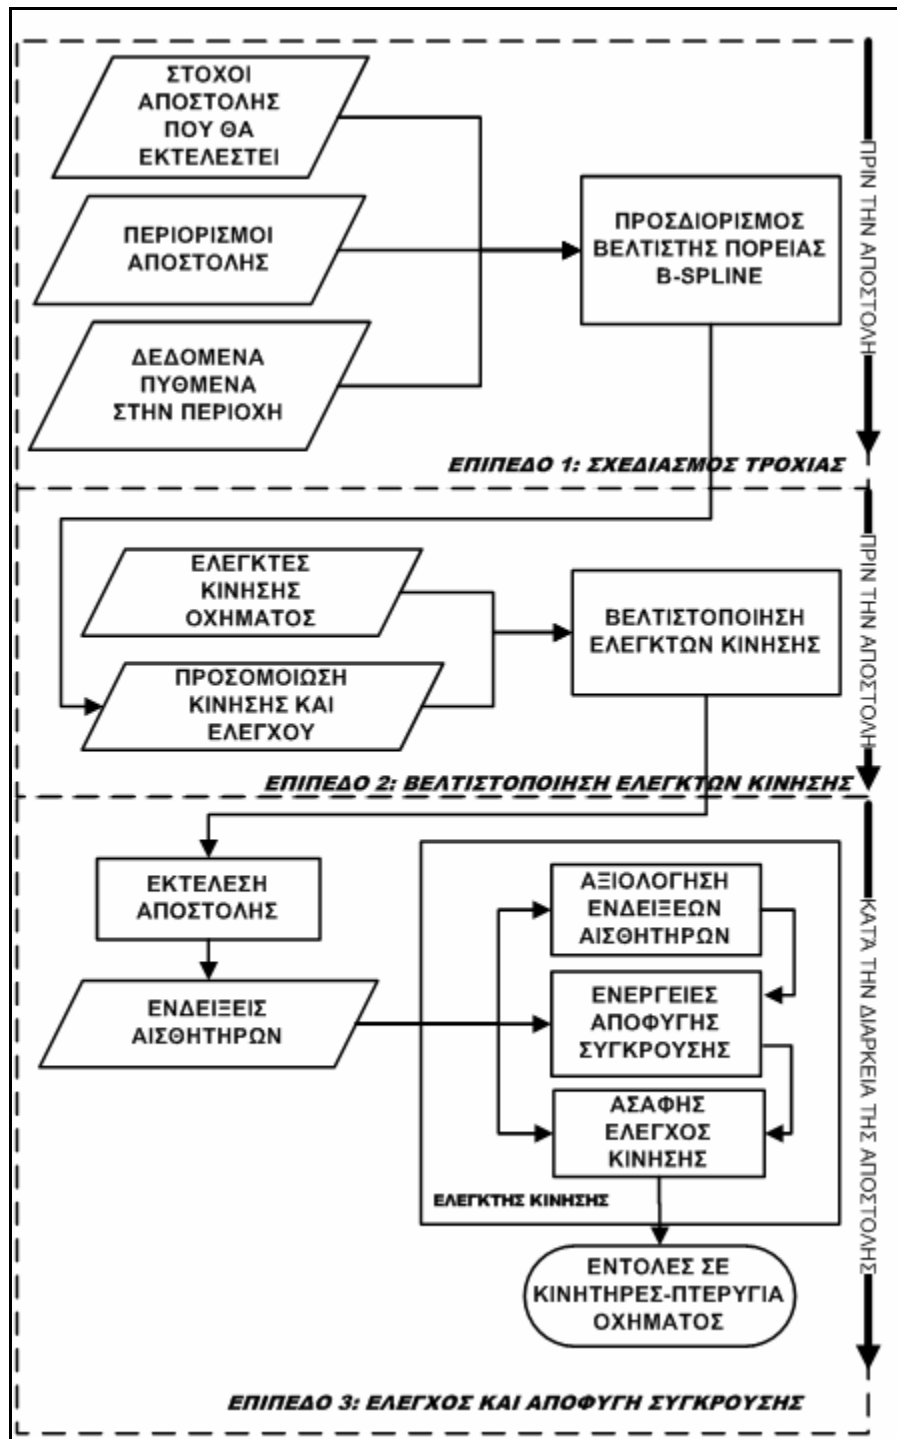 ΣΤΟΧΟΙ
ΑΠΟΣΤΟΛΗΣ
ΠΟΥ ΘΑ
ΕΚΤΕΛΕΣΤΕΙ
ΠΕΡΙΟΡΙΣΜΟΙ
ΑΠΟΣΤΟΛΗΣ
ΔΕΔΟΜΕΝΑ
ΠΥΘΜΕΝΑ
ΣΤΗΝ ΠΕΡΙΟΧΗ
ΠΡΟΣΔΙΟΡΙΣΜΟΣ
ΒΕΛΤΙΣΤΗΣ ΠΟΡΕΙΑΣ
B-SPLINE
ΠΡΙΝ ΤΗΝ ΑΠΟΣΤΟΛΗ
ΕΠΙΠΕΔΟ 1: ΣΧΕΔΙΑΣΜΟΣ ΤΡΟΧΙΑΣ
ΕΛΕΓΚΤΕΣ
ΚΙΝΗΣΗΣ
ΟΧΗΜΑΤΟΣ
ΠΡΟΣΟΜΟΙΩΣΗ
ΚΙΝΗΣΗΣ ΚΑΙ
ΕΛΕΓΧΟΥ
ΒΕΛΤΙΣΤΟΠΟΙΗΣΗ
ΕΛΕΓΚΤΩΝ ΚΙΝΗΣΗΣ
ΠΡΙΝ ΤΗΝ ΑΠΟΣΤΟΛΗ
ΕΠΙΠΕΔΟ 2: ΒΕΛΤΙΣΤΟΠΟΙΗΣΗ ΕΛΕΓΚΤΩΝ ΚΙΝΗΣΗΣ
ΕΚΤΕΛΕΣΗ
ΑΠΟΣΤΟΛΗΣ
ΕΝΔΕΙΞΕΙΣ
ΑΙΣΘΗΤΗΡΩΝ
ΑΞΙΟΛΟΓΗΣΗ
ΕΝΔΕΙΞΕΩΝ
ΑΙΣΘΗΤΗΡΩΝ
ΕΝΕΡΓΕΙΕΣ
ΑΠΟΦΥΓΗΣ
ΣΥΓΚΡΟΥΣΗΣ
ΑΣΑΦΗΣ
ΕΛΕΓΧΟΣ
ΚΙΝΗΣΗΣ
ΕΛΕΓΚΤΗΣ ΚΙΝΗΣΗΣ
ΕΝΤΟΛΕΣ ΣΕ
ΚΙΝΗΤΗΡΕΣ-ΠΤΕΡΥΓΙΑ
ΟΧΗΜΑΤΟΣ
ΚΑΤΆ ΤΗΝ ΔΙΑΡΚΕΙΑ ΤΗΣ ΑΠΟΣΤΟΛΗΣ
ΕΠΙΠΕΔΟ 3: ΕΛΕΓΧΟΣ ΚΑΙ ΑΠΟΦΥΓΗ ΣΥΓΚΡΟΥΣΗΣ